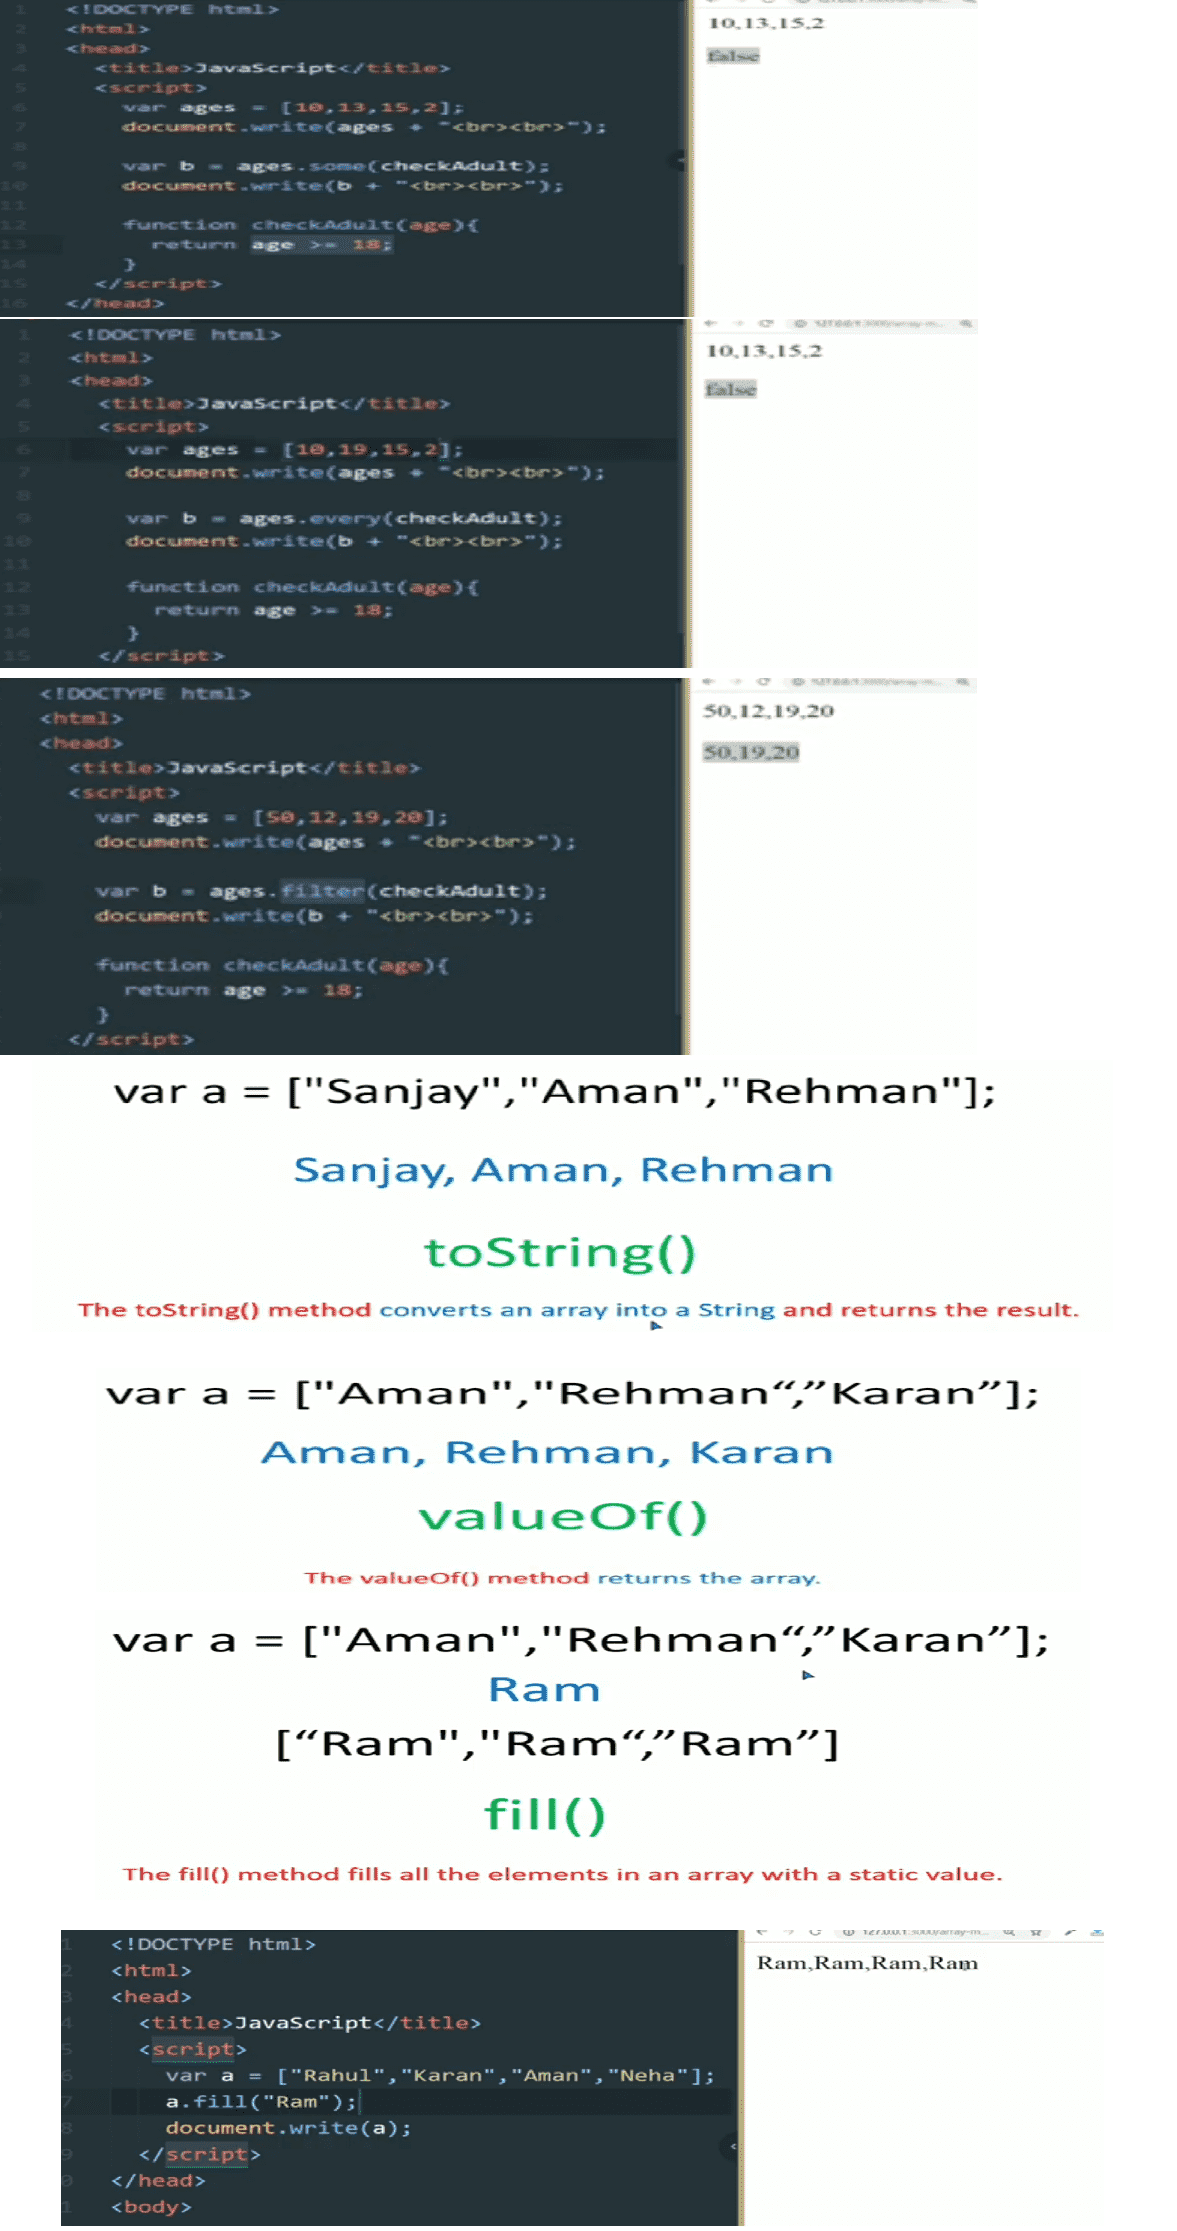 1 <!DOCTYPE html>
2 <html>
3 <head>
4 <title>JavaScript</title>
5 <script>
6 var ages = [10,13,15,2];
7 document.write(ages + "<br><br>");
8
9 var b = ages.some(checkAdult);
10 document.write(b + "<br><br>");
11
12 function checkAdult(age){
13 return age >= 18;
14 }
15 </script>
16 </head>
10,13,15,2
false
1 <!DOCTYPE html>
2 <html>
3 <head>
4 <title>JavaScript</title>
5 <script>
6 var ages = [10,19,15,2];
7 document.write(ages + "<br><br>");
8
9 var b = ages.every(checkAdult);
10 document.write(b + "<br><br>");
11
12 function checkAdult(age){
13 return age >= 18;
14 }
15 </script>
10,13,15,2
false
<!DOCTYPE html>
<html>
<head>
<title>JavaScript</title>
<script>
var ages = [50,12,19,20];
document.write(ages + "<br><br>");
var b = ages.filter(checkAdult);
document.write(b + "<br><br>");
function checkAdult(age){
return age >= 18;
}
</script>
50,12,19,20
50,19,20
var a = ["Sanjay","Aman","Rehman"];
Sanjay, Aman, Rehman
toString()
The toString() method converts an array into a String and returns the result.
var a = ["Aman","Rehman“,”Karan”];
Aman, Rehman, Karan
valueOf()
The valueOf() method returns the array.
var a = ["Aman","Rehman“,”Karan”];
Ram
[“Ram","Ram“,”Ram”]
fill()
The fill() method fills all the elements in an array with a static value.
1 <!DOCTYPE html>
2 <html>
3 <head>
4 <title>JavaScript</title>
5 <script>
6 var a = ["Rahul","Karan","Aman","Neha"];
7 a.fill("Ram");
8 document.write(a);
9 </script>
0 </head>
1 <body>
Ram,Ram,Ram,Ram